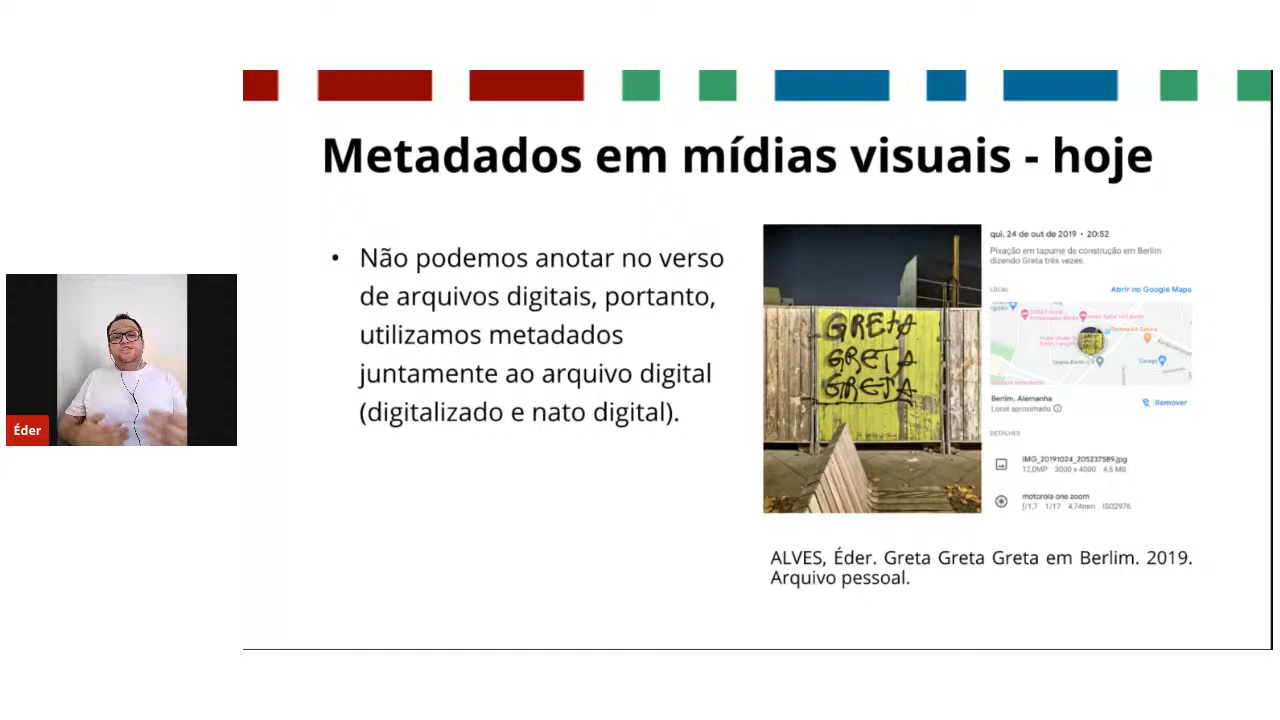 Metadados em mídias visuais - hoje
• Não podemos anotar no verso
de arquivos digitais, portanto,
utilizamos metadados
juntamente ao arquivo digital
(digitalizado e nato digital).
GRETA
GRETA
GRETA
qui. 24 de out de 2019 • 20:52
Pixação em tapume de construção em Berlim
dizendo Greta três vezes.
LOCAL
Abrir no Google Maps
Berlim, Alemanha
Local aproximado
Remover
DETALHES
IMG_20191024_205237589.jpg
12,0MP 3000 x 4000 4,5 MB
motorola one zoom
f/1,7 1/17 4,74mm ISO2976
ALVES, Éder. Greta Greta Greta em Berlim. 2019.
Arquivo pessoal.
Éder